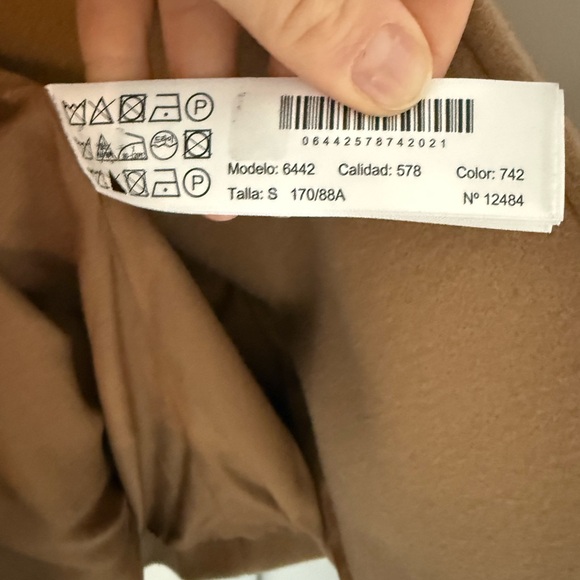 06442578742021
Modelo: 6442 Calidad: 578 Color: 742
Talla: S 170/88A Nº 12484
P
P